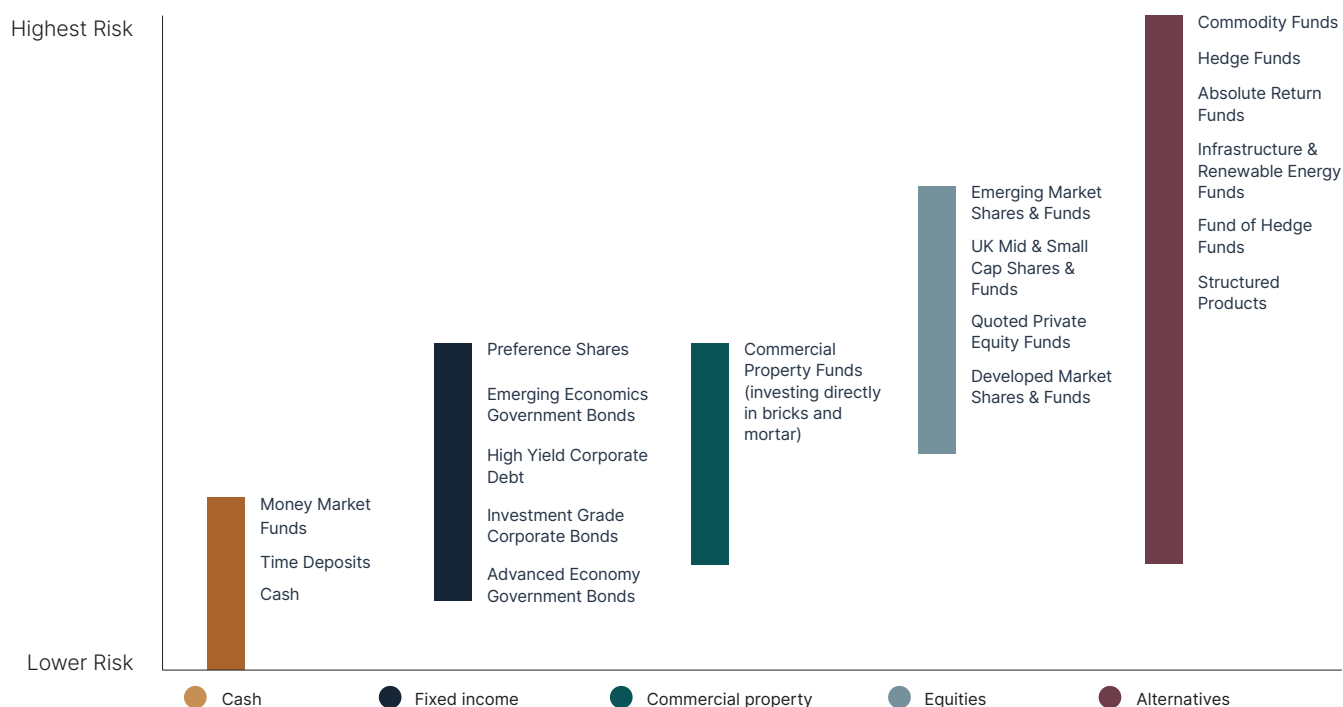 Highest Risk
Lower Risk
Money Market
Funds
Time Deposits
Cash
Preference Shares
Emerging Economics
Government Bonds
High Yield Corporate
Debt
Investment Grade
Corporate Bonds
Advanced Economy
Government Bonds
Commercial
Property Funds
(investing directly
in bricks and
mortar)
Emerging Market
Shares & Funds
UK Mid & Small
Cap Shares &
Funds
Quoted Private
Equity Funds
Developed Market
Shares & Funds
Commodity Funds
Hedge Funds
Absolute Return
Funds
Infrastructure &
Renewable Energy
Funds
Fund of Hedge
Funds
Structured
Products
Cash
Fixed income
Commercial property
Equities
Alternatives